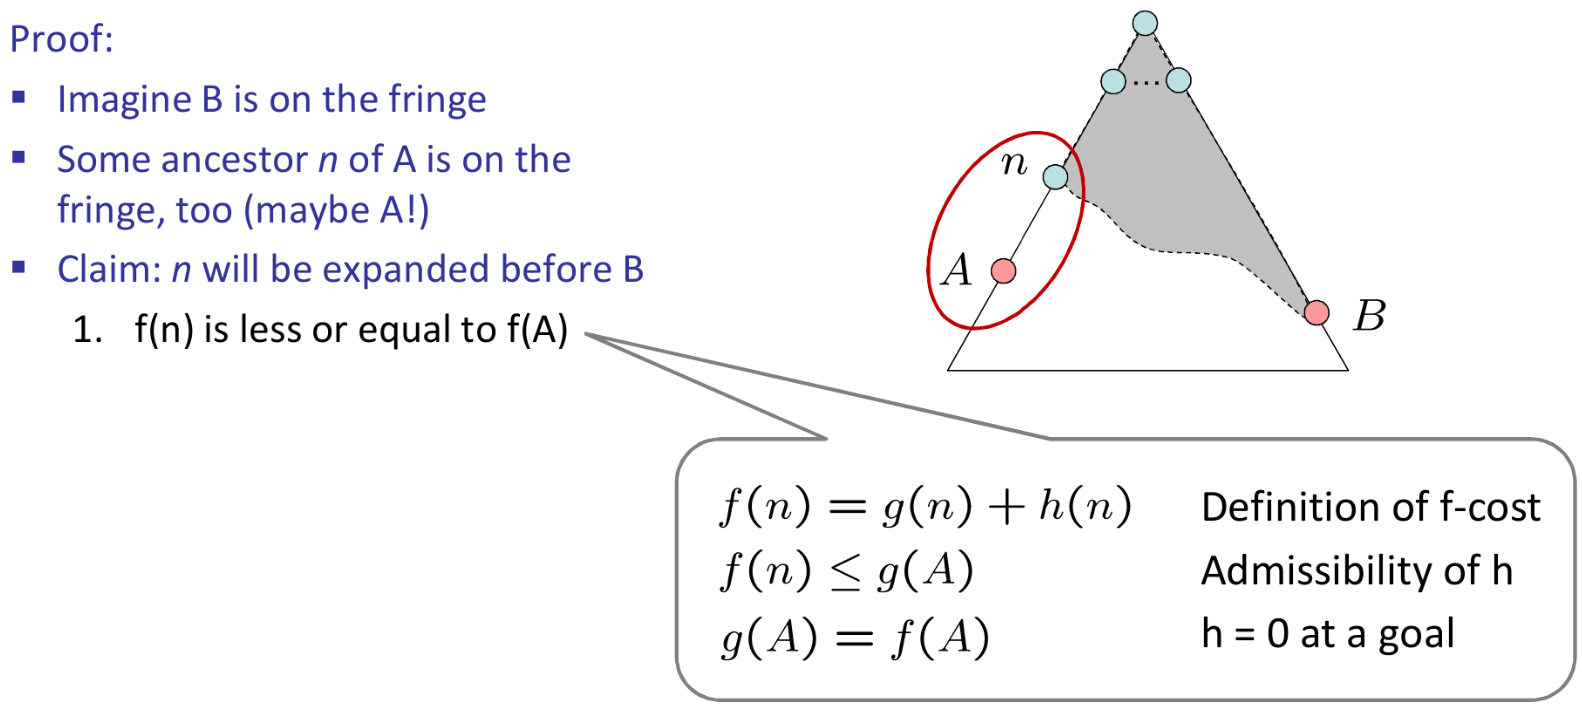 Proof:
▪ Imagine B is on the fringe
▪ Some ancestor n of A is on the
fringe, too (maybe A!)
▪ Claim: n will be expanded before B
1. f(n) is less or equal to f(A)
...
n
A
B
f(n) = g(n) + h(n) Definition of f-cost
f(n) ≤ g(A) Admissibility of h
g(A) = f(A) h = 0 at a goal